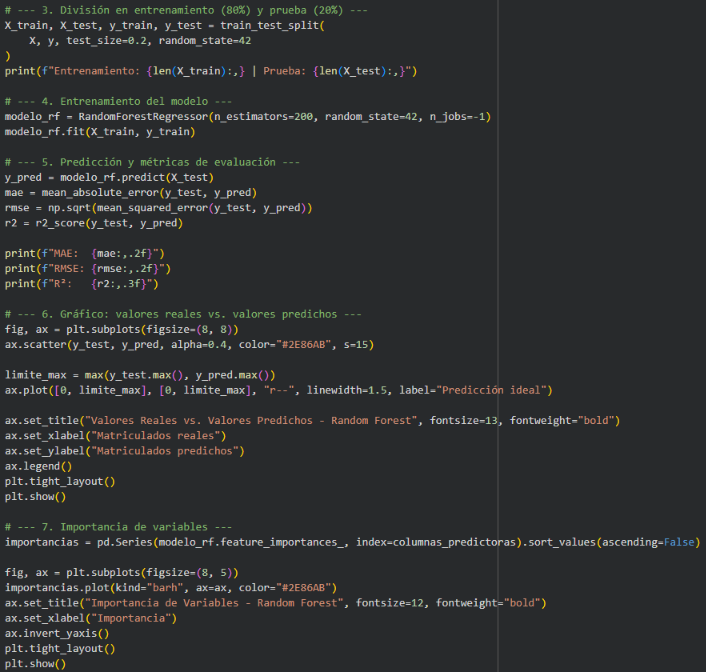 # --- 3. División en entrenamiento (80%) y prueba (20%) ---
X_train, X_test, y_train, y_test = train_test_split(
    X, y, test_size=0.2, random_state=42
)
print(f"Entrenamiento: {len(X_train):,} | Prueba: {len(X_test):,}")

# --- 4. Entrenamiento del modelo ---
modelo_rf = RandomForestRegressor(n_estimators=200, random_state=42, n_jobs=-1)
modelo_rf.fit(X_train, y_train)

# --- 5. Predicción y métricas de evaluación ---
y_pred = modelo_rf.predict(X_test)
mae = mean_absolute_error(y_test, y_pred)
rmse = np.sqrt(mean_squared_error(y_test, y_pred))
r2 = r2_score(y_test, y_pred)

print(f"MAE:  {mae:,.2f}")
print(f"RMSE: {rmse:,.2f}")
print(f"R²:   {r2:,.3f}")

# --- 6. Gráfico: valores reales vs. valores predichos ---
fig, ax = plt.subplots(figsize=(8, 8))
ax.scatter(y_test, y_pred, alpha=0.4, color="#2E86AB", s=15)

limite_max = max(y_test.max(), y_pred.max())
ax.plot([0, limite_max], [0, limite_max], "r--", linewidth=1.5, label="Predicción ideal")

ax.set_title("Valores Reales vs. Valores Predichos - Random Forest", fontsize=13, fontweight="bold")
ax.set_xlabel("Matriculados reales")
ax.set_ylabel("Matriculados predichos")
ax.legend()
plt.tight_layout()
plt.show()

# --- 7. Importancia de variables ---
importancias = pd.Series(modelo_rf.feature_importances_, index=columnas_predictoras).sort_values(ascending=False)

fig, ax = plt.subplots(figsize=(8, 5))
importancias.plot(kind="barh", ax=ax, color="#2E86AB")
ax.set_title("Importancia de Variables - Random Forest", fontsize=12, fontweight="bold")
ax.set_xlabel("Importancia")
ax.invert_yaxis()
plt.tight_layout()
plt.show()